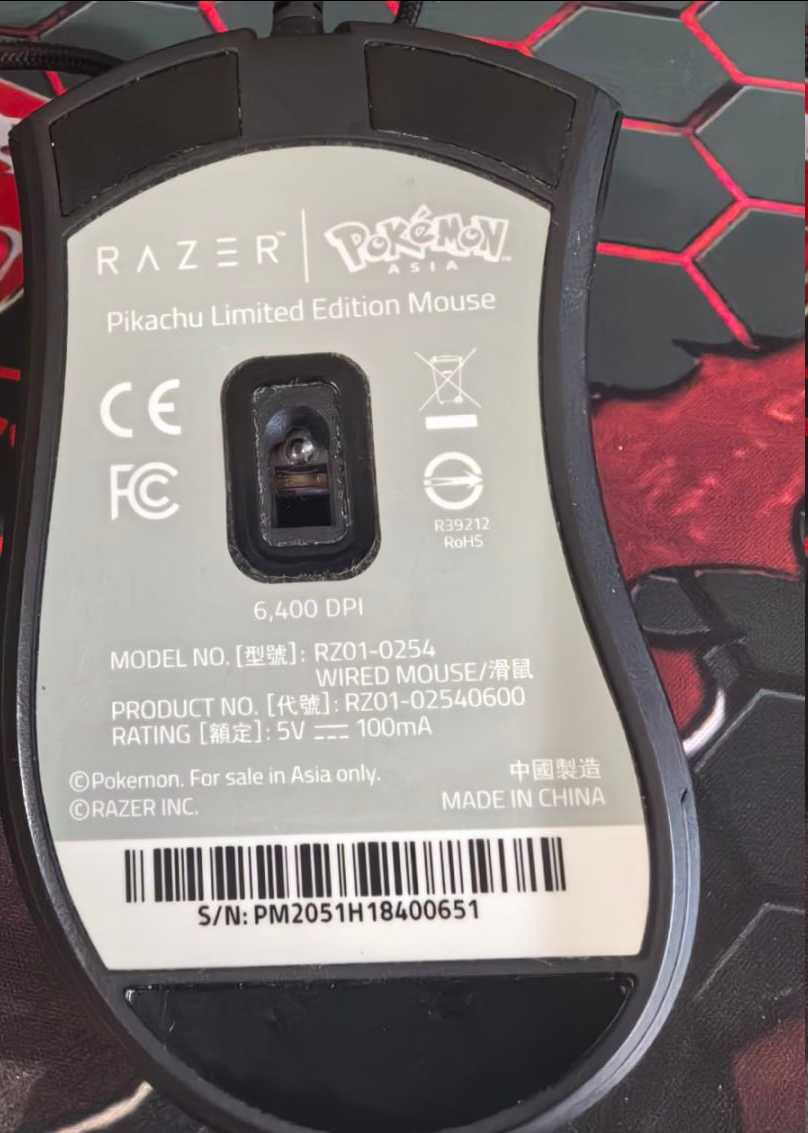 RAZER™ | POKéMON™
ASIA
Pikachu Limited Edition Mouse
CE
FC
R39212
RoHS
6,400 DPI
MODEL NO. [型號]: RZ01-0254
WIRED MOUSE/滑鼠
PRODUCT NO. [代號]: RZ01-02540600
RATING [額定]: 5V ⎓ 100mA
©Pokemon. For sale in Asia only.
©RAZER INC.
中國製造
MADE IN CHINA
S/N: PM2051H18400651